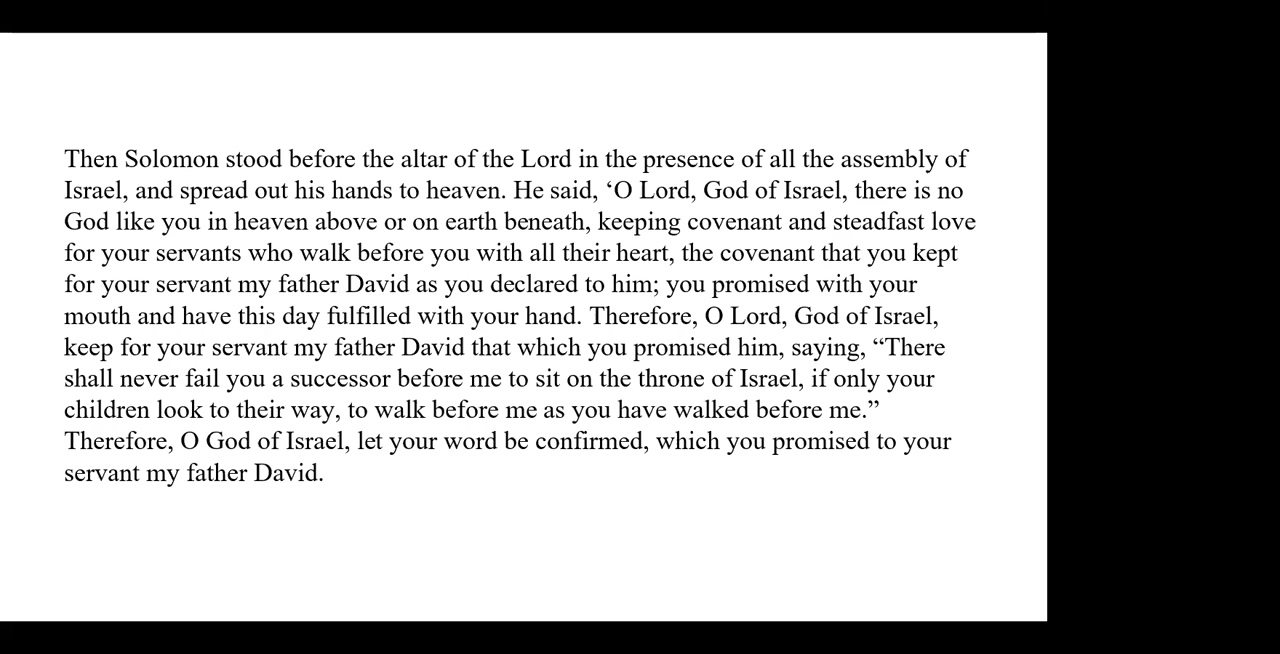 Then Solomon stood before the altar of the Lord in the presence of all the assembly of
Israel, and spread out his hands to heaven. He said, ‘O Lord, God of Israel, there is no
God like you in heaven above or on earth beneath, keeping covenant and steadfast love
for your servants who walk before you with all their heart, the covenant that you kept
for your servant my father David as you declared to him; you promised with your
mouth and have this day fulfilled with your hand. Therefore, O Lord, God of Israel,
keep for your servant my father David that which you promised him, saying, “There
shall never fail you a successor before me to sit on the throne of Israel, if only your
children look to their way, to walk before me as you have walked before me.”
Therefore, O God of Israel, let your word be confirmed, which you promised to your
servant my father David.